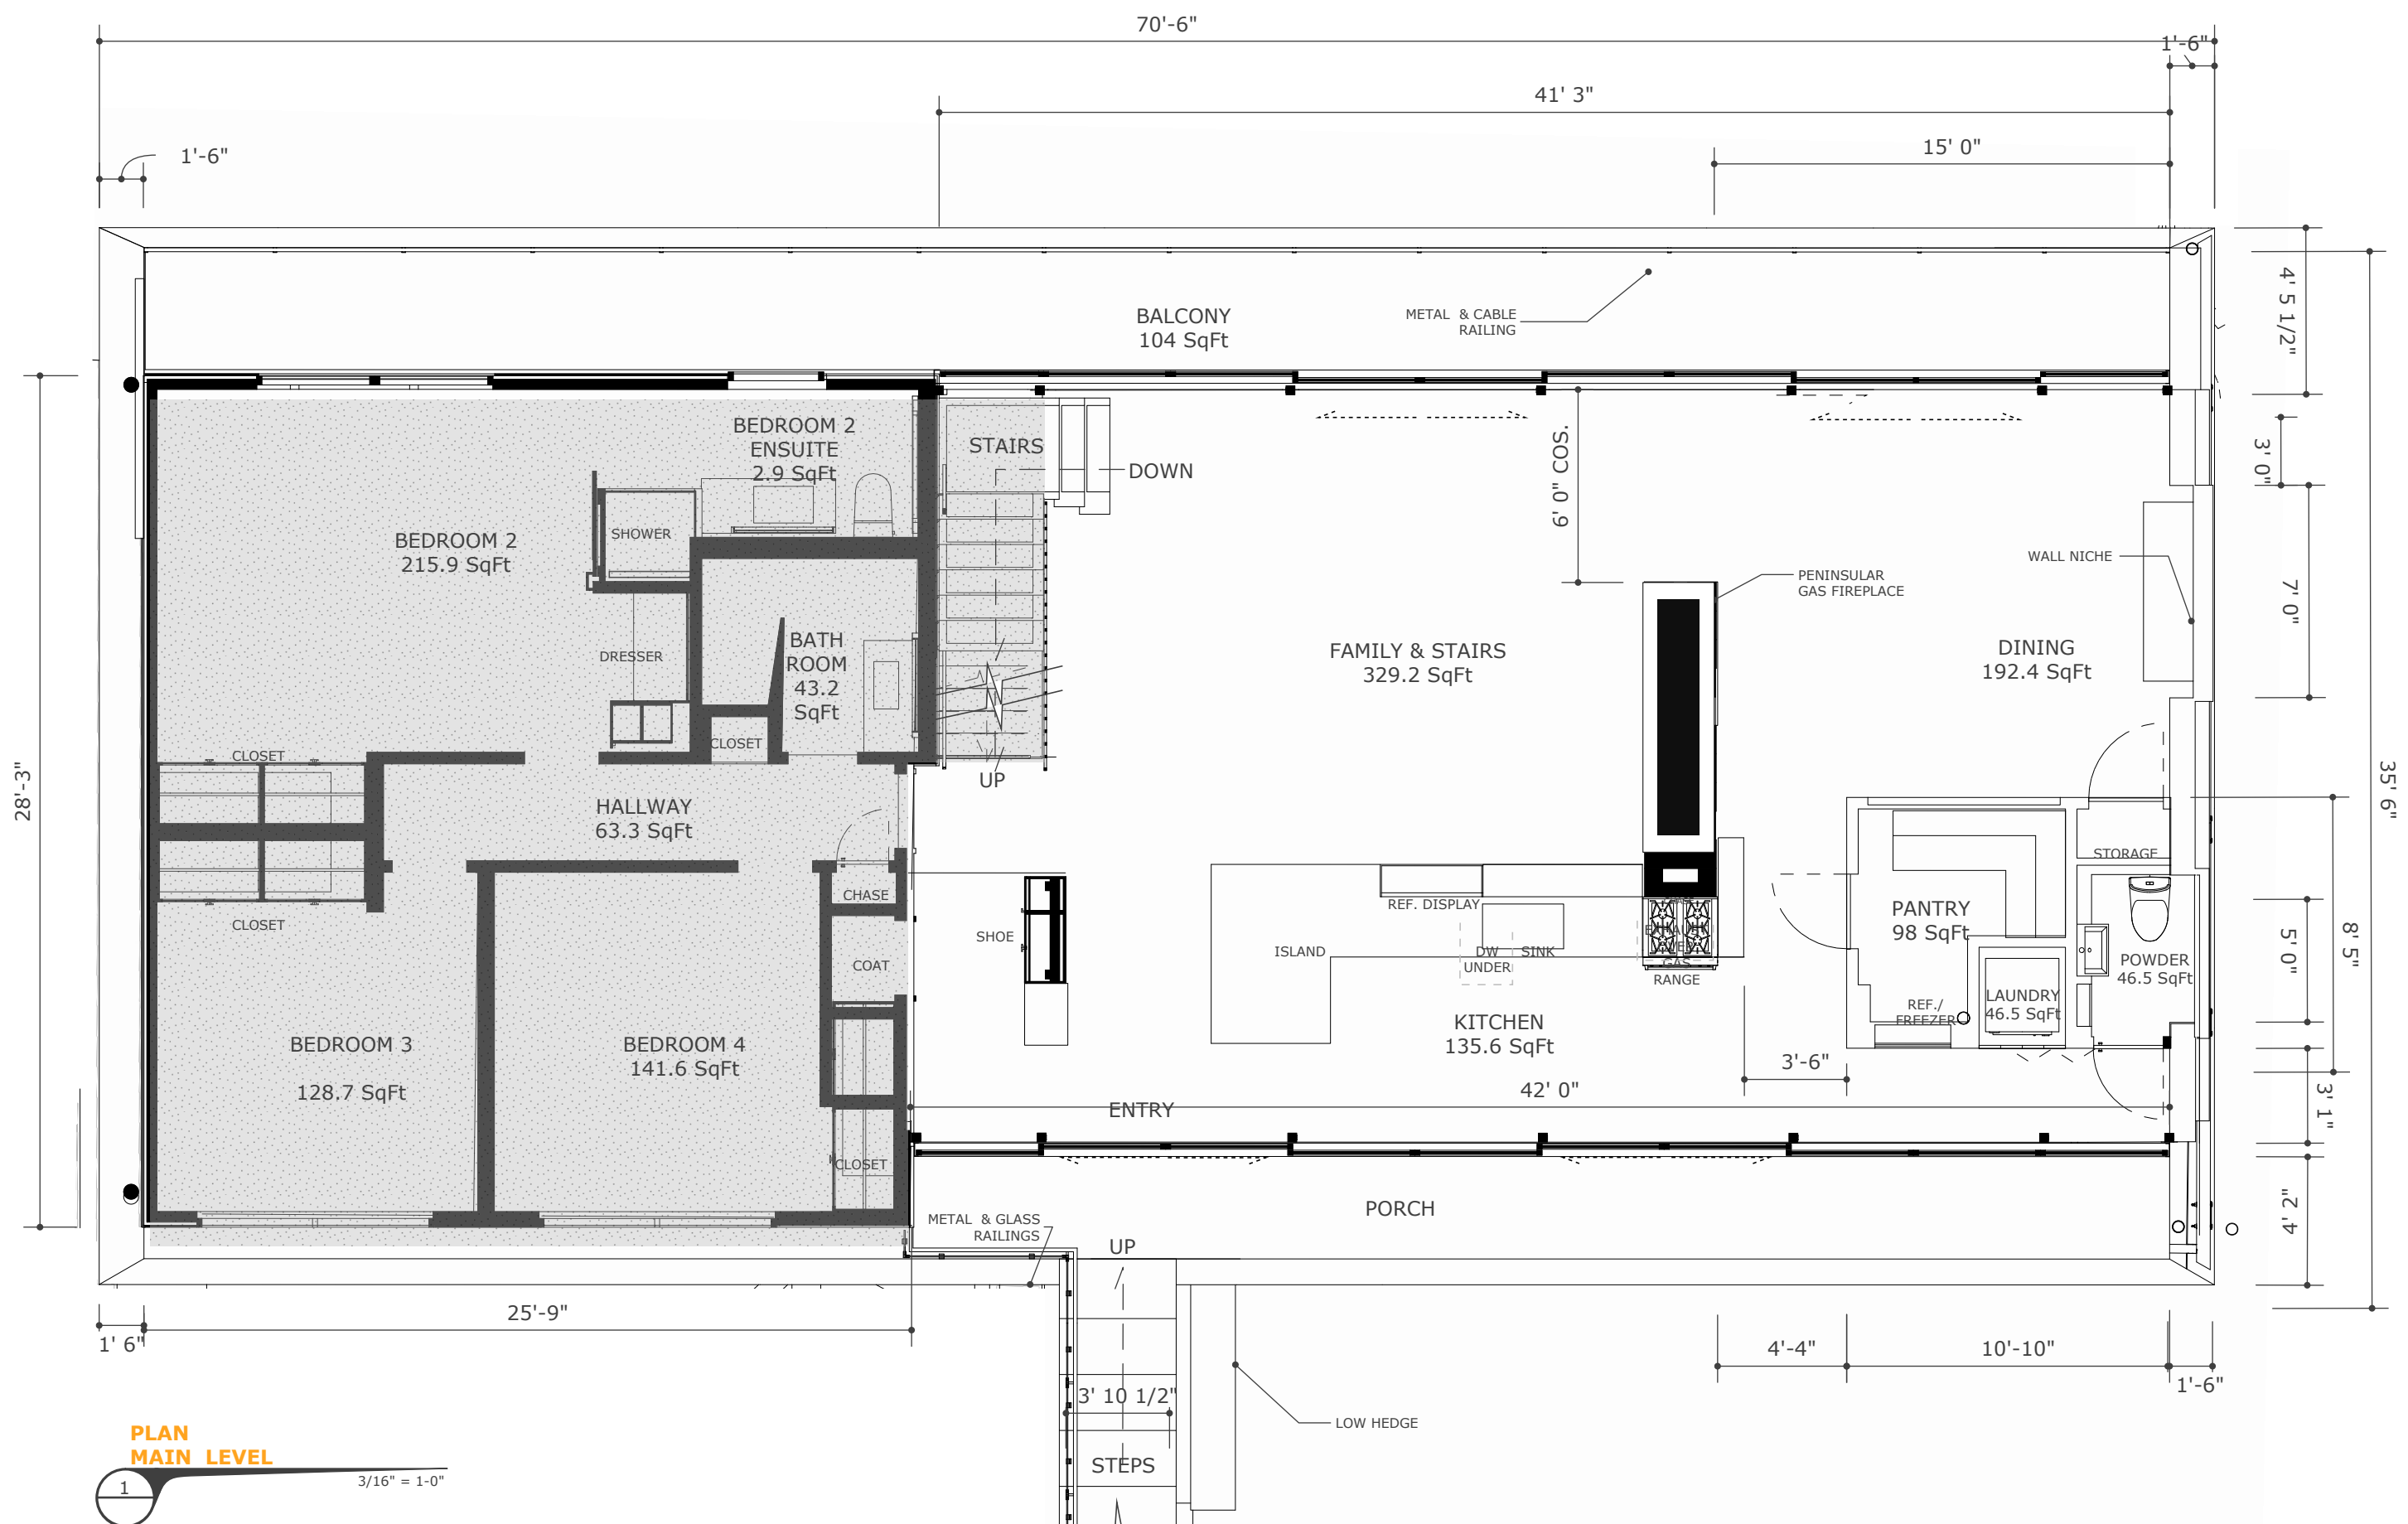 70'-6"
1'-6"
41' 3"
15' 0"
1'-6"
4' 5 1/2"
BALCONY
104 SqFt
METAL & CABLE
RAILING
BEDROOM 2
ENSUITE
2.9 SqFt
STAIRS
DOWN
6' 0" COS.
3' 0"
SHOWER
BEDROOM 2
215.9 SqFt
WALL NICHE
PENINSULAR
GAS FIREPLACE
7' 0"
BATH
ROOM
43.2
SqFt
DRESSER
FAMILY & STAIRS
329.2 SqFt
DINING
192.4 SqFt
CLOSET
CLOSET
UP
28'-3"
35' 6"
HALLWAY
63.3 SqFt
STORAGE
CHASE
REF. DISPLAY
PANTRY
98 SqFt
CLOSET
SHOE
ISLAND
DW
UNDER
SINK
GAS
RANGE
COAT
POWDER
46.5 SqFt
5' 0"
8' 5"
REF./
FREEZER
LAUNDRY
46.5 SqFt
BEDROOM 3
128.7 SqFt
BEDROOM 4
141.6 SqFt
KITCHEN
135.6 SqFt
3'-6"
42' 0"
ENTRY
3' 1"
CLOSET
PORCH
4' 2"
METAL & GLASS
RAILINGS
UP
25'-9"
1' 6"
4'-4"
10'-10"
1'-6"
3' 10 1/2"
LOW HEDGE
STEPS
PLAN
MAIN LEVEL
3/16" = 1-0"
1